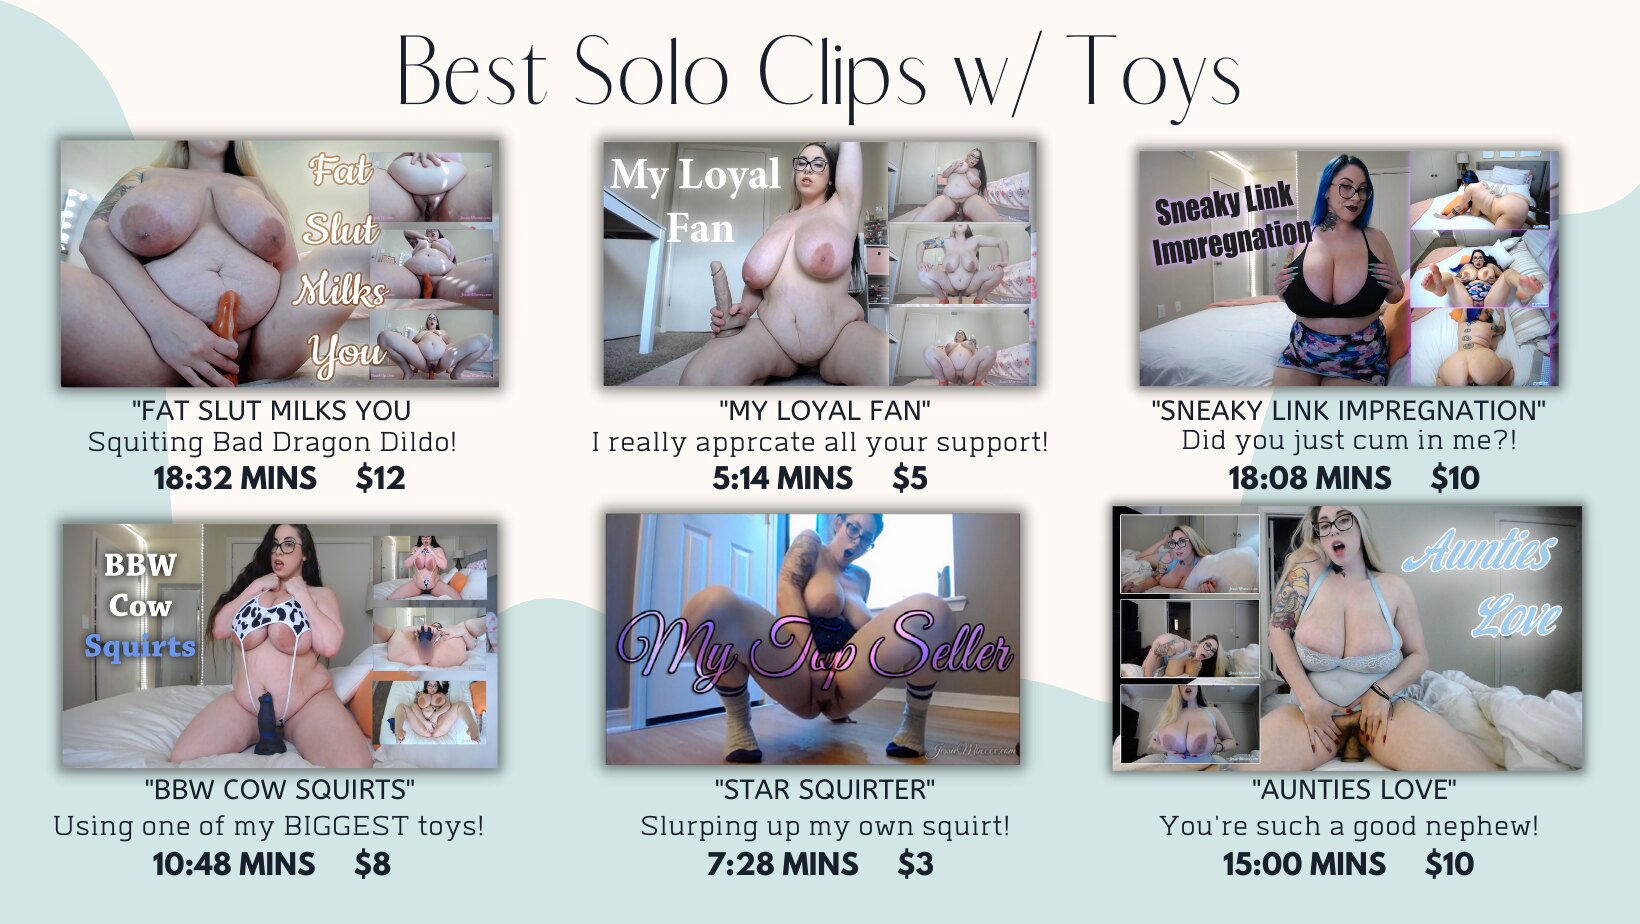 Best Solo Clips w/ Toys
Fat
Slut
Milks
You
"FAT SLUT MILKS YOU
Squiting Bad Dragon Dildo!
18:32 MINS $12
My Loyal
Fan
"MY LOYAL FAN"
I really apprcate all your support!
5:14 MINS $5
Sneaky Link
Impregnation
"SNEAKY LINK IMPREGNATION"
Did you just cum in me?!
18:08 MINS $10
BBW
Cow
Squirts
"BBW COW SQUIRTS"
Using one of my BIGGEST toys!
10:48 MINS $8
My Top Seller
"STAR SQUIRTER"
Slurping up my own squirt!
7:28 MINS $3
Aunties
Love
"AUNTIES LOVE"
You're such a good nephew!
15:00 MINS $10